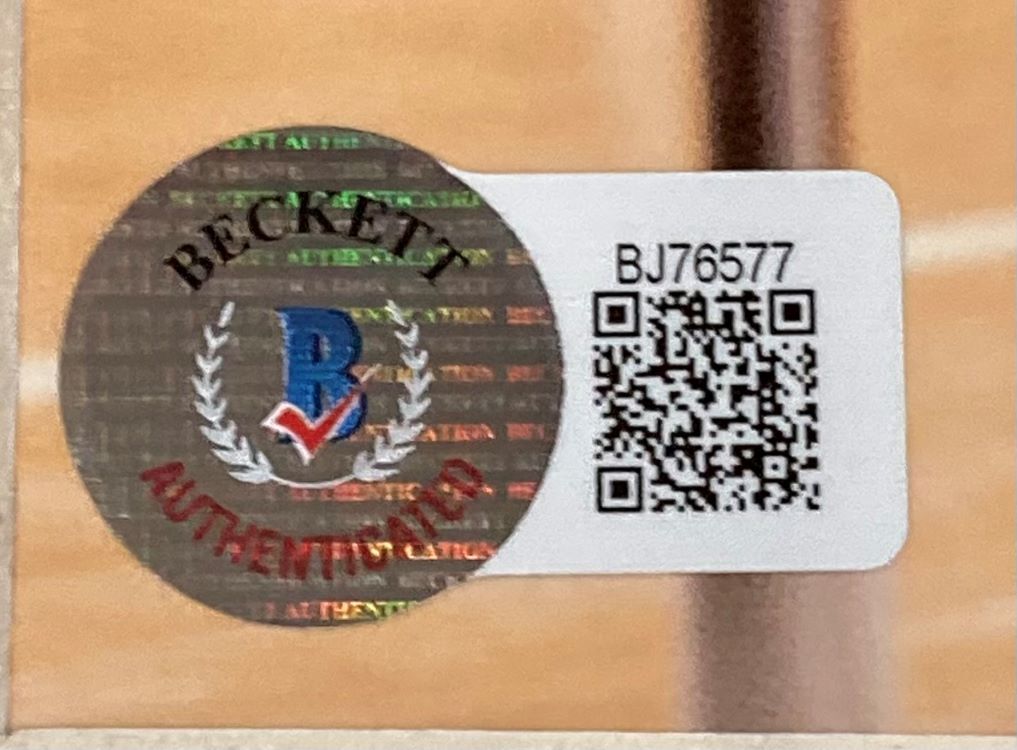 BECKETT
B
AUTHENTICATED
BJ76577